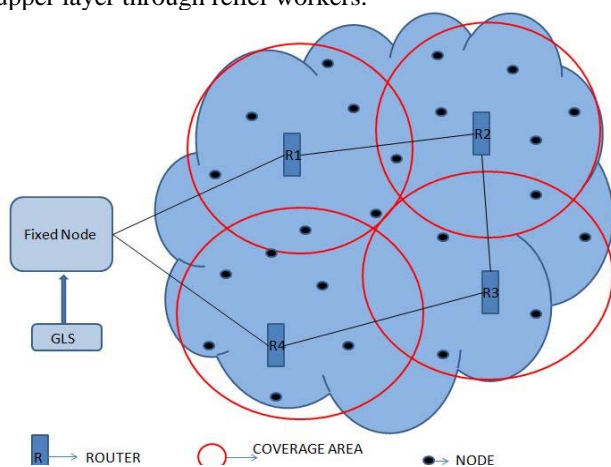 upper layer through relief workers.
R1
R2
Fixed Node
R3
GLS
R4
R ROUTER
COVERAGE AREA
NODE